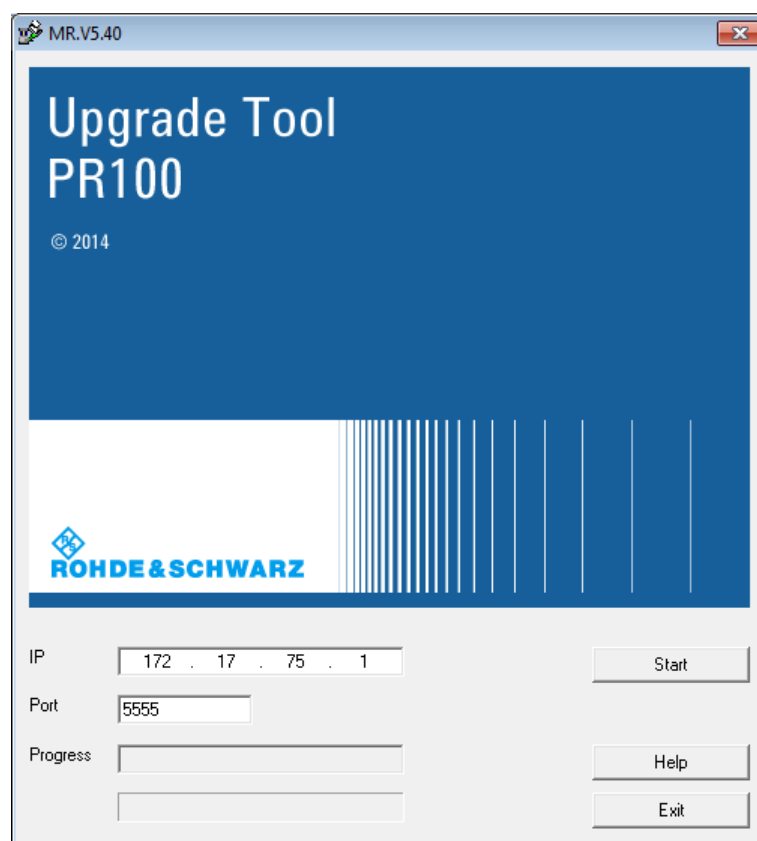 MR.V5.40
Upgrade Tool
PR100
© 2014
R&S
ROHDE&SCHWARZ
IP 172 . 17 . 75 . 1 Start
Port 5555
Progress Help
Exit